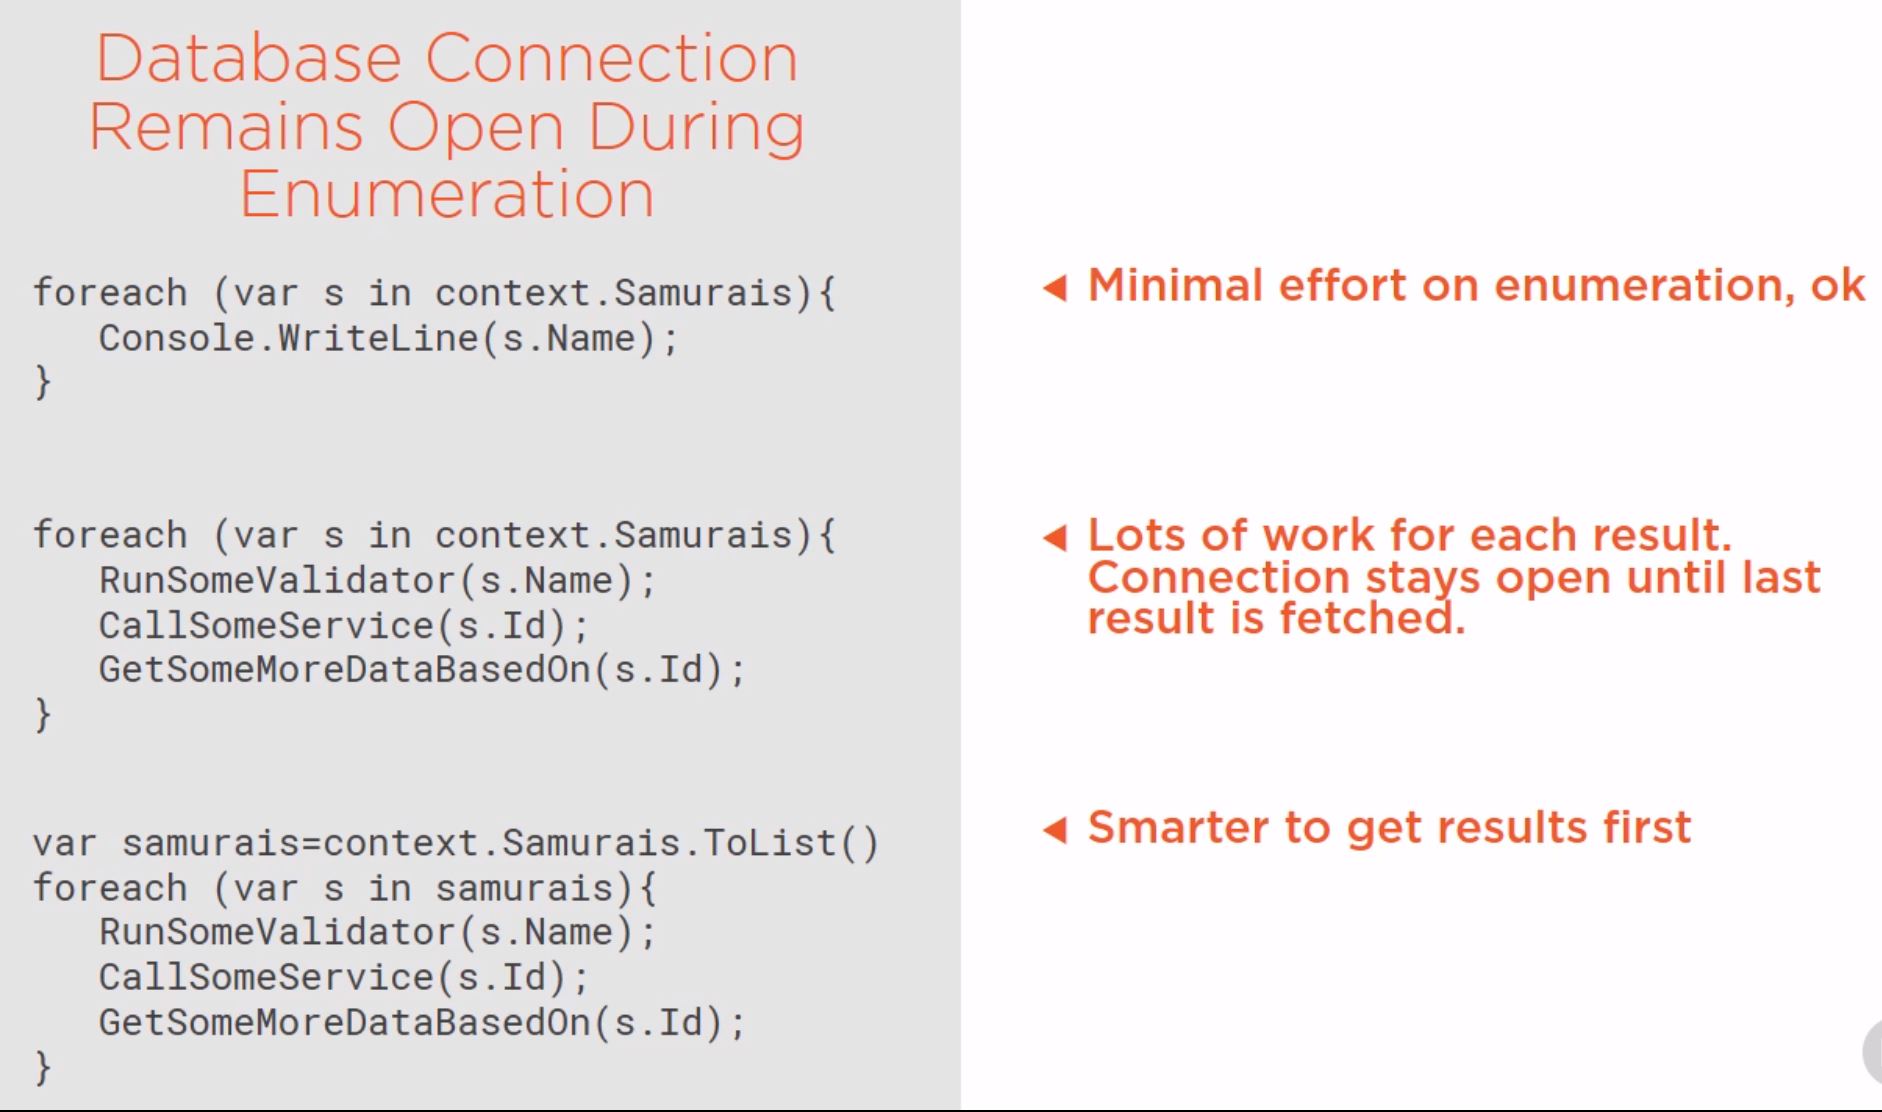 Database Connection
Remains Open During
Enumeration
foreach (var s in context.Samurais){
   Console.WriteLine(s.Name);
}
◄ Minimal effort on enumeration, ok
foreach (var s in context.Samurais){
   RunSomeValidator(s.Name);
   CallSomeService(s.Id);
   GetSomeMoreDataBasedOn(s.Id);
}
◄ Lots of work for each result.
Connection stays open until last
result is fetched.
var samurais=context.Samurais.ToList()
foreach (var s in samurais){
   RunSomeValidator(s.Name);
   CallSomeService(s.Id);
   GetSomeMoreDataBasedOn(s.Id);
}
◄ Smarter to get results first